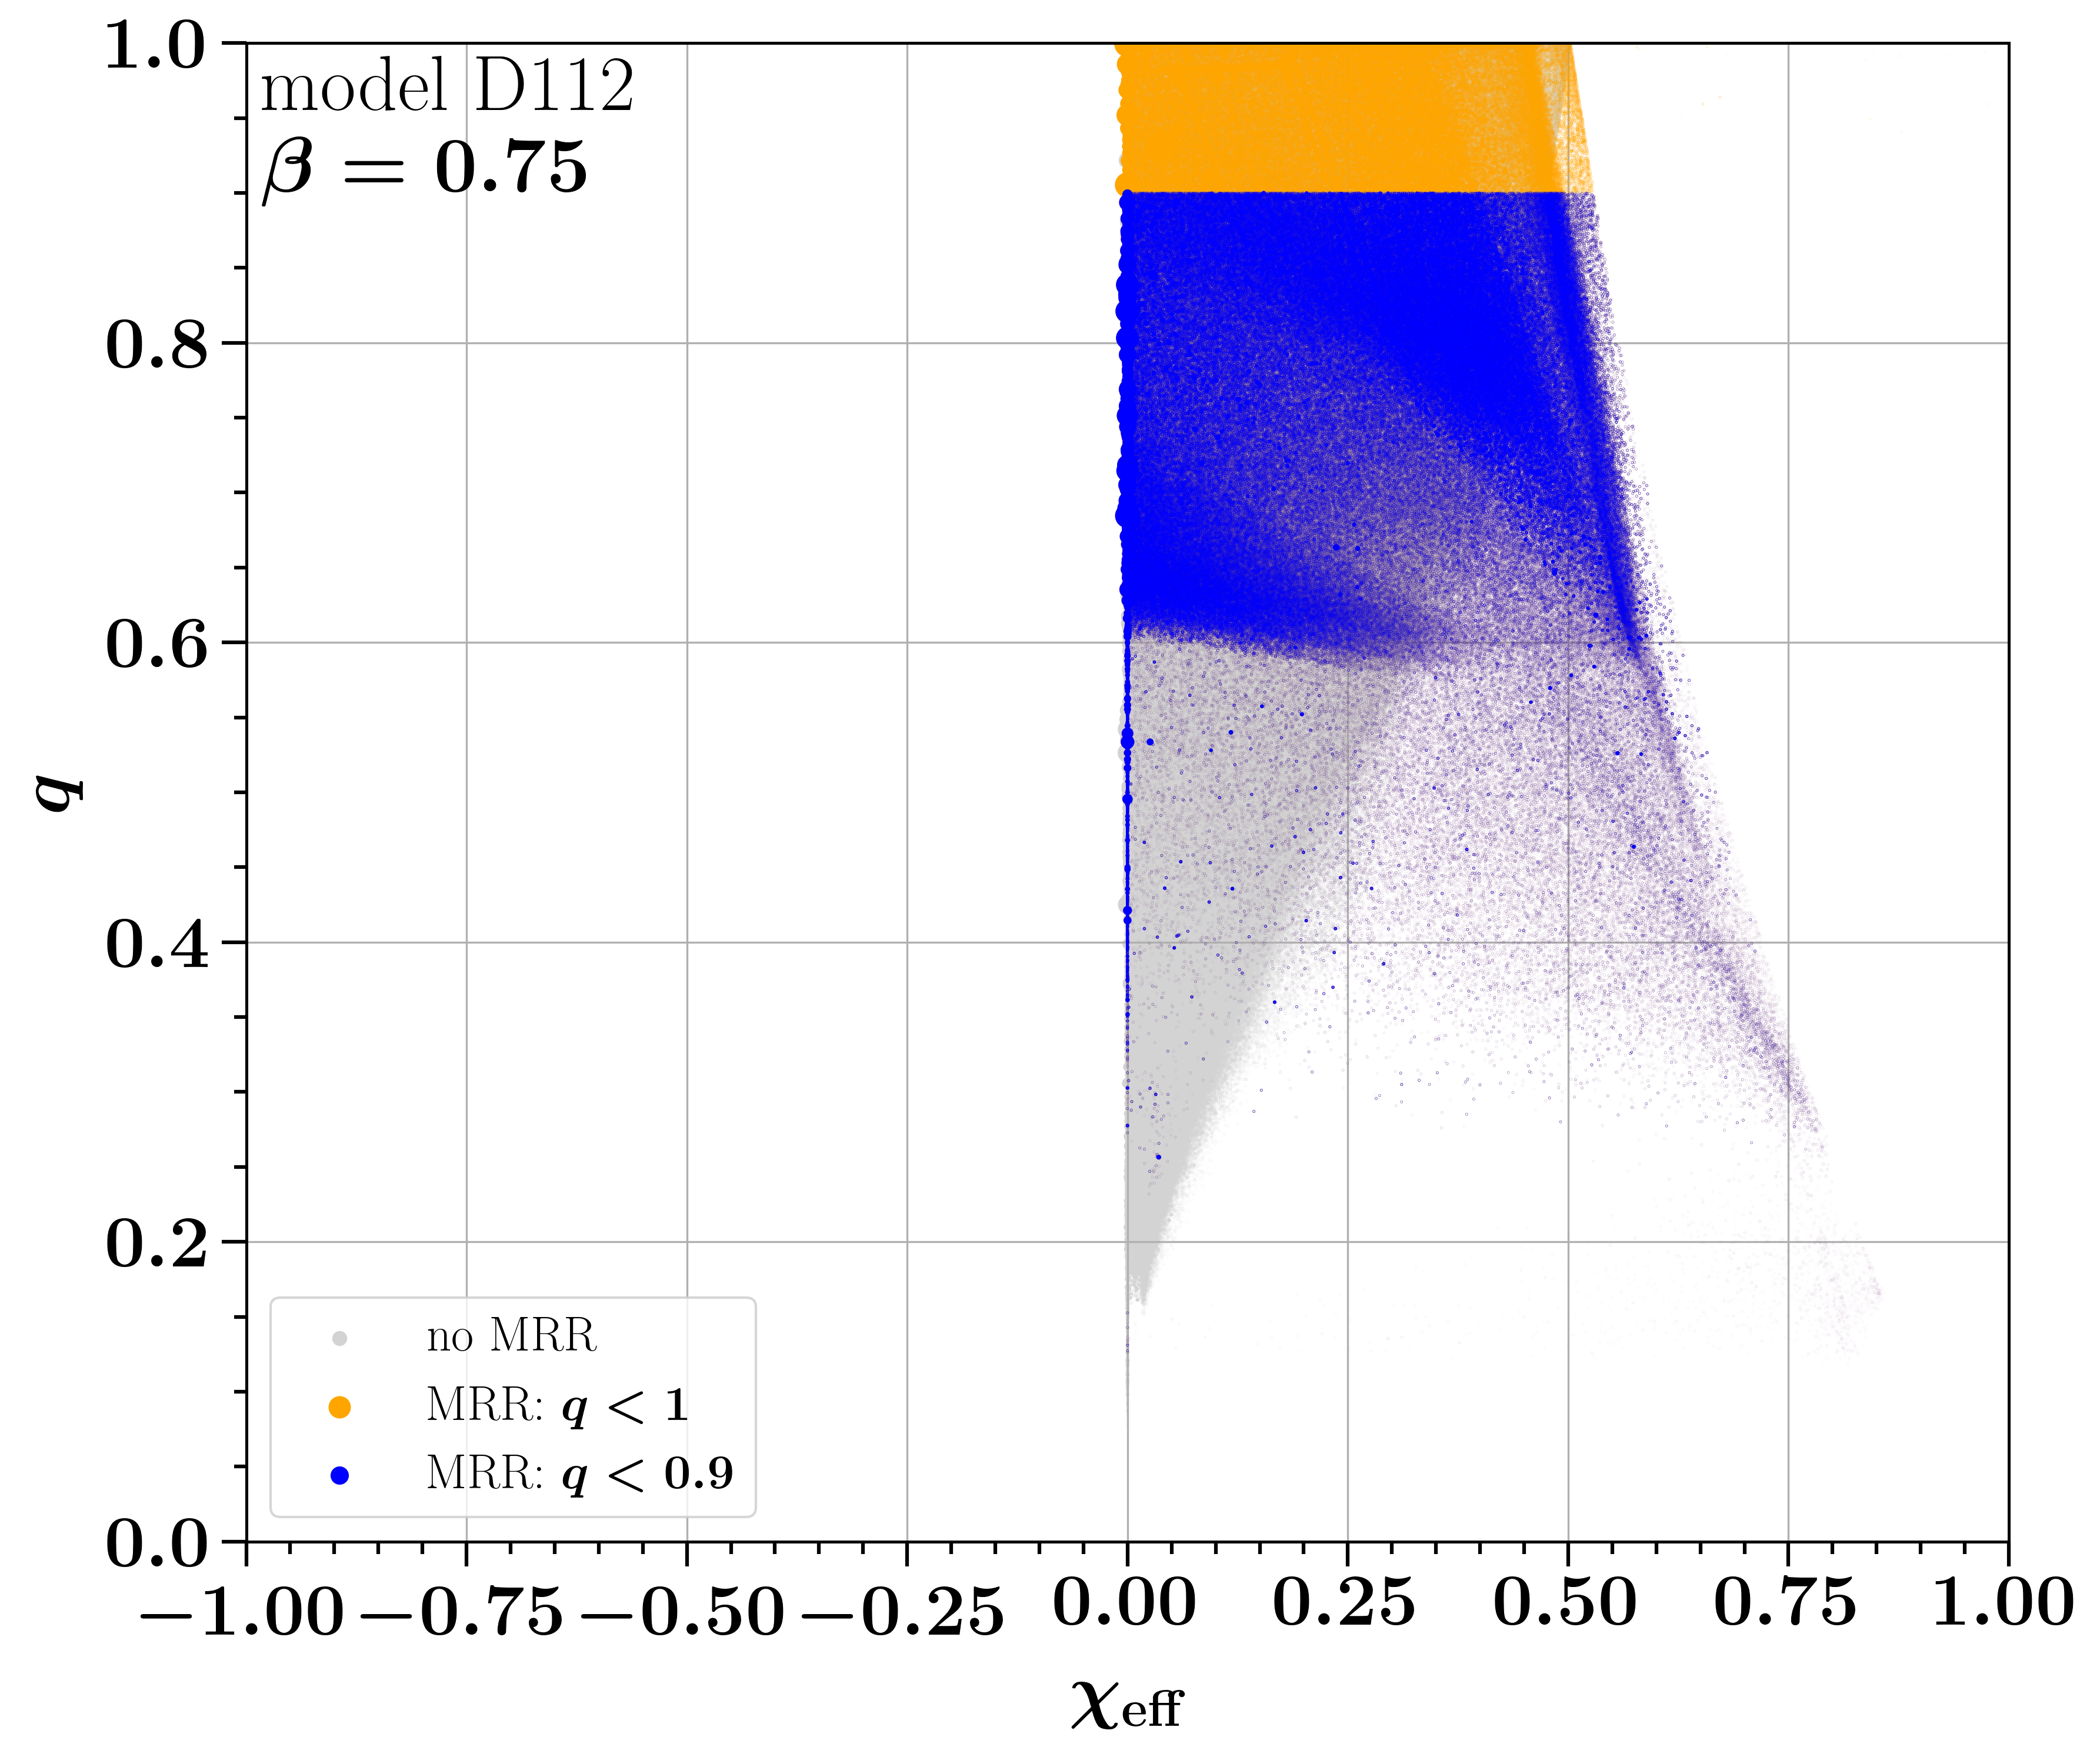 model D112
β = 0.75
1.0
0.8
0.6
0.4
0.2
0.0
q
no MRR
MRR: q < 1
MRR: q < 0.9
−1.00 −0.75 −0.50 −0.25 0.00 0.25 0.50 0.75 1.00
χeff